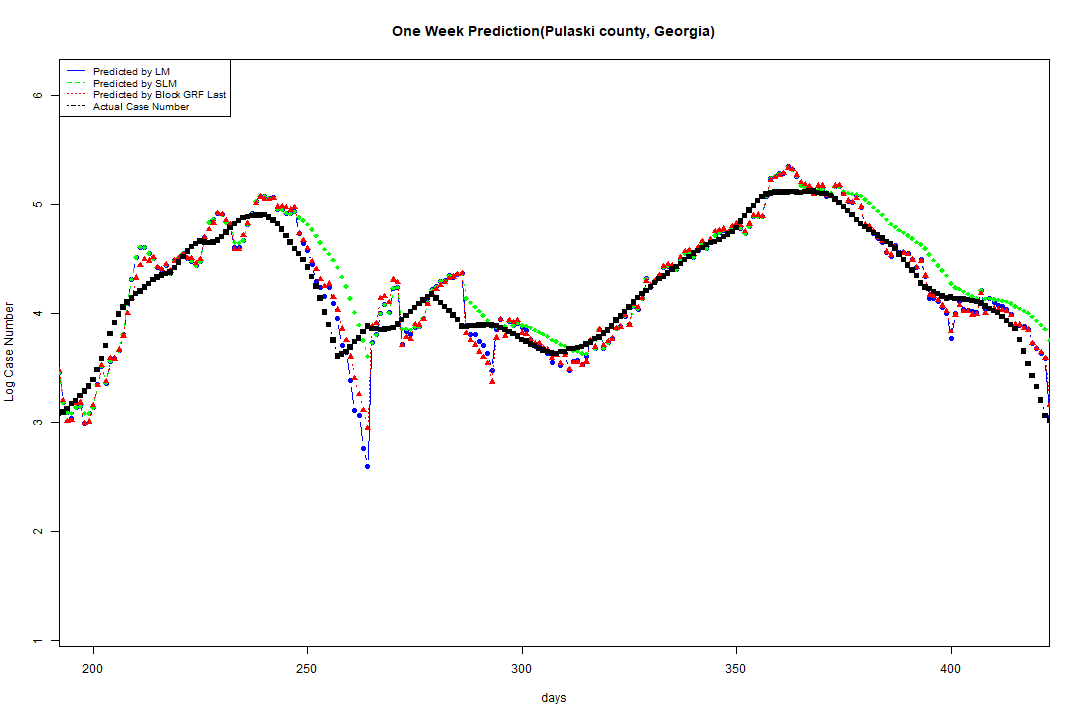 One Week Prediction(Pulaski county, Georgia)
Predicted by LM
Predicted by SLM
Predicted by Block GRF Last
Actual Case Number
Log Case Number
6
5
4
3
2
1
200 250 300 350 400
days